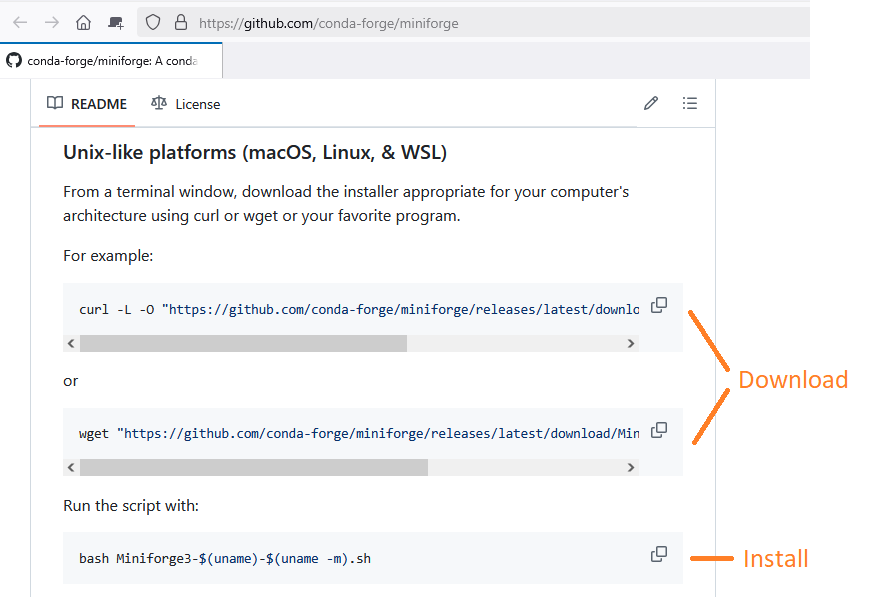 https://github.com/conda-forge/miniforge
conda-forge/miniforge: A conda
README
License
Unix-like platforms (macOS, Linux, & WSL)
From a terminal window, download the installer appropriate for your computer's
architecture using curl or wget or your favorite program.
For example:
curl -L -O "https://github.com/conda-forge/miniforge/releases/latest/downlo
Download
or
wget "https://github.com/conda-forge/miniforge/releases/latest/download/Min
Run the script with:
bash Miniforge3-$(uname)-$(uname -m).sh
Install